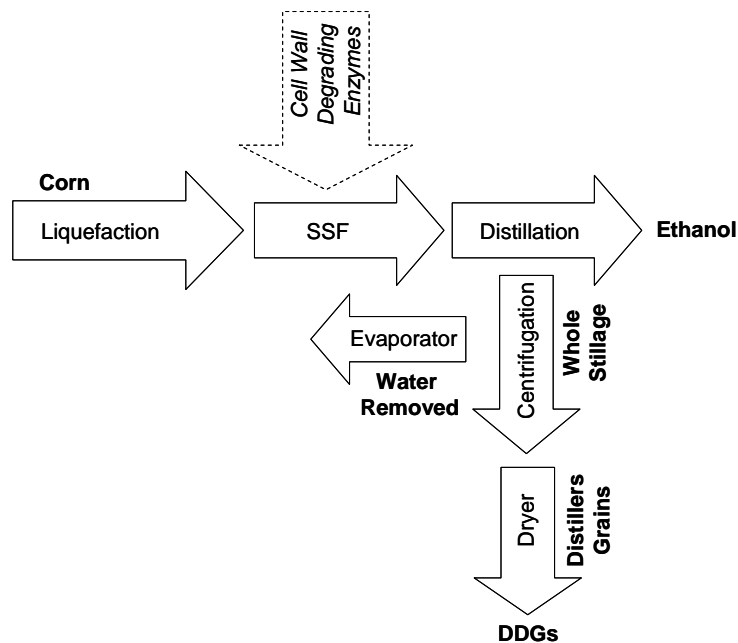 Cell Wall
Degrading
Enzymes
Corn
Liquefaction
SSF
Distillation
Ethanol
Evaporator
Water
Removed
Centrifugation
Whole
Stillage
Dryer
Distillers
Grains
DDGs